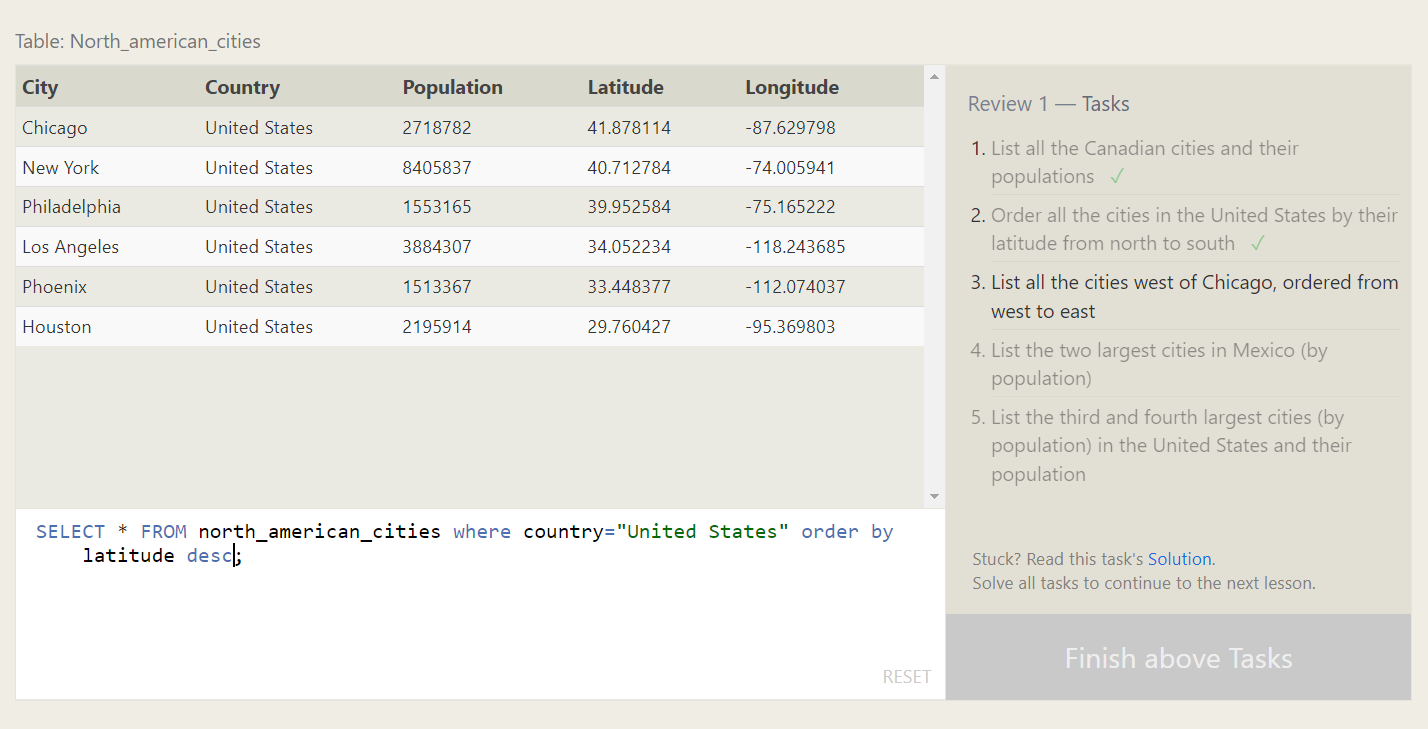 Table: North_american_cities
City Country Population Latitude Longitude
Chicago United States 2718782 41.878114 -87.629798
New York United States 8405837 40.712784 -74.005941
Philadelphia United States 1553165 39.952584 -75.165222
Los Angeles United States 3884307 34.052234 -118.243685
Phoenix United States 1513367 33.448377 -112.074037
Houston United States 2195914 29.760427 -95.369803
SELECT * FROM north_american_cities where country="United States" order by
latitude desc;
RESET
Review 1 — Tasks
1. List all the Canadian cities and their
populations ✓
2. Order all the cities in the United States by their
latitude from north to south ✓
3. List all the cities west of Chicago, ordered from
west to east
4. List the two largest cities in Mexico (by
population)
5. List the third and fourth largest cities (by
population) in the United States and their
population
Stuck? Read this task's Solution.
Solve all tasks to continue to the next lesson.
Finish above Tasks